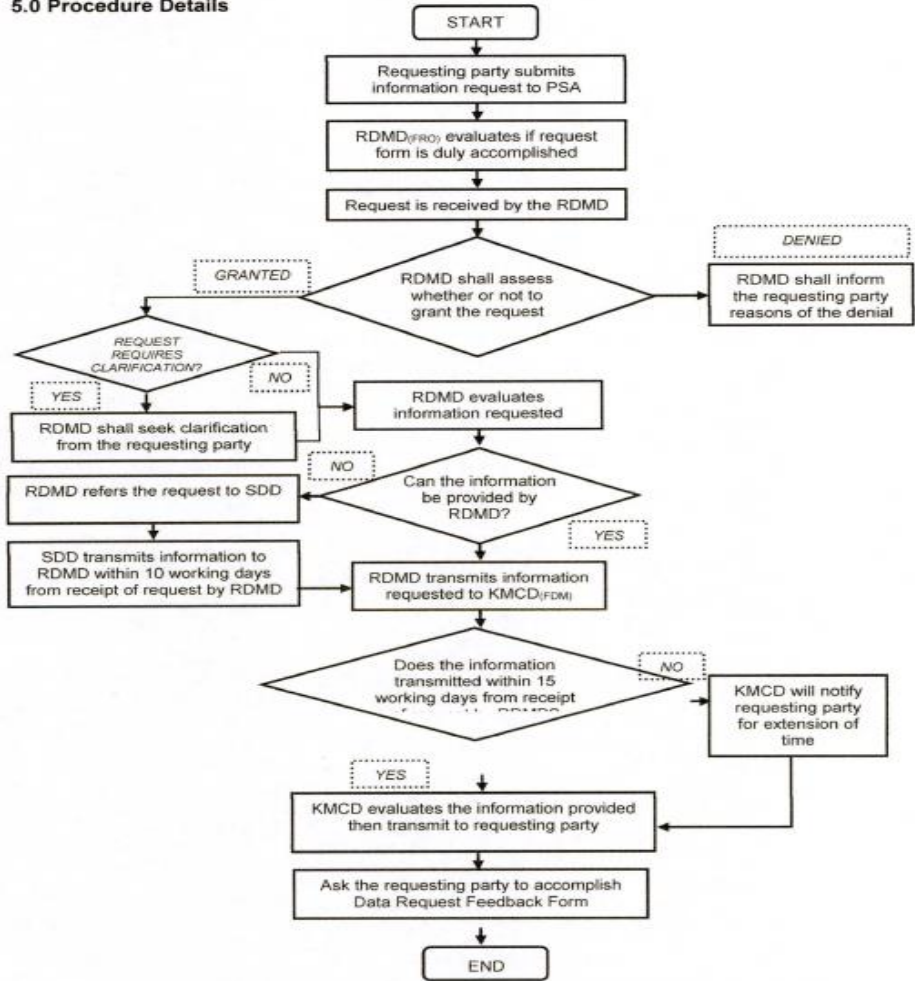 5.0 Procedure Details
START
Requesting party submits
information request to PSA
RDMD(FRO) evaluates if request
form is duly accomplished
Request is received by the RDMD
DENIED
GRANTED
RDMD shall assess
whether or not to
grant the request
RDMD shall inform
the requesting party
reasons of the denial
REQUEST
REQUIRES
CLARIFICATION?
NO
YES
RDMD evaluates
information requested
RDMD shall seek clarification
from the requesting party
NO
Can the information
be provided by
RDMD?
RDMD refers the request to SDD
YES
SDD transmits information to
RDMD within 10 working days
from receipt of request by RDMD
RDMD transmits information
requested to KMCD(FDM)
Does the information
transmitted within 15
working days from receipt
NO
KMCD will notify
requesting party
for extension of
time
YES
KMCD evaluates the information provided
then transmit to requesting party
Ask the requesting party to accomplish
Data Request Feedback Form
END